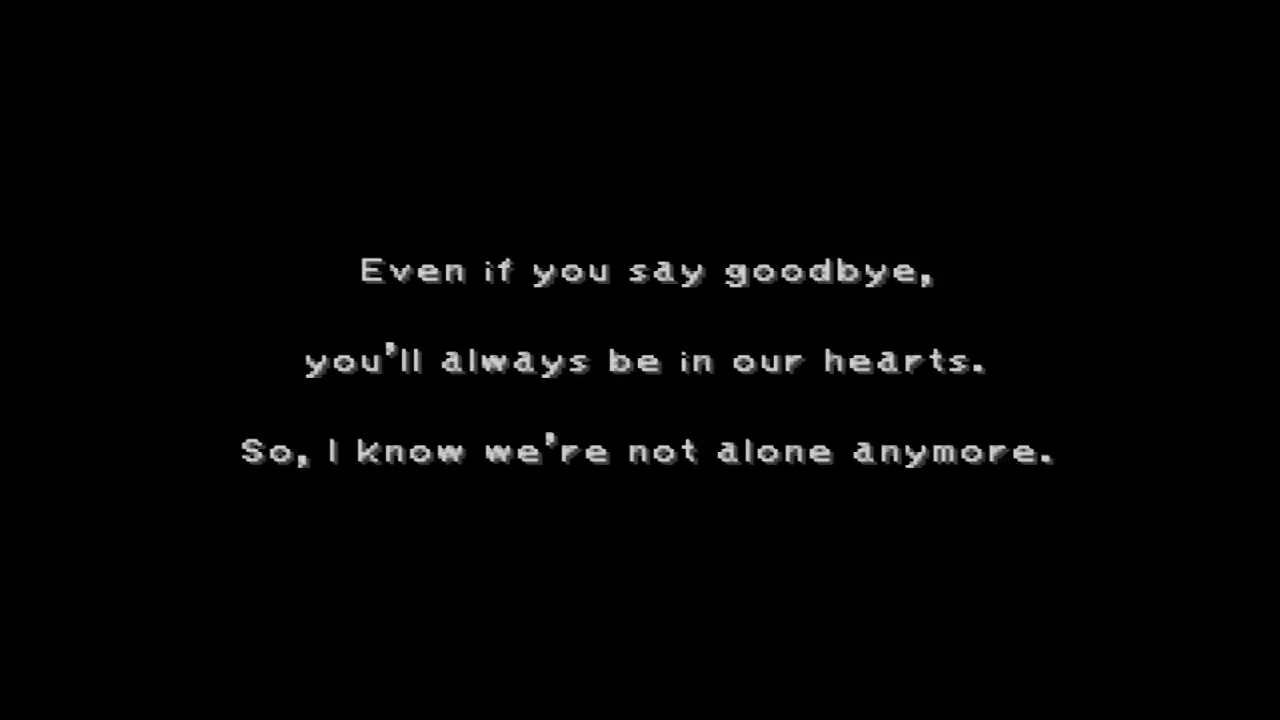 Even if you say goodbye,
you'll always be in our hearts.
So, I know we're not alone anymore.